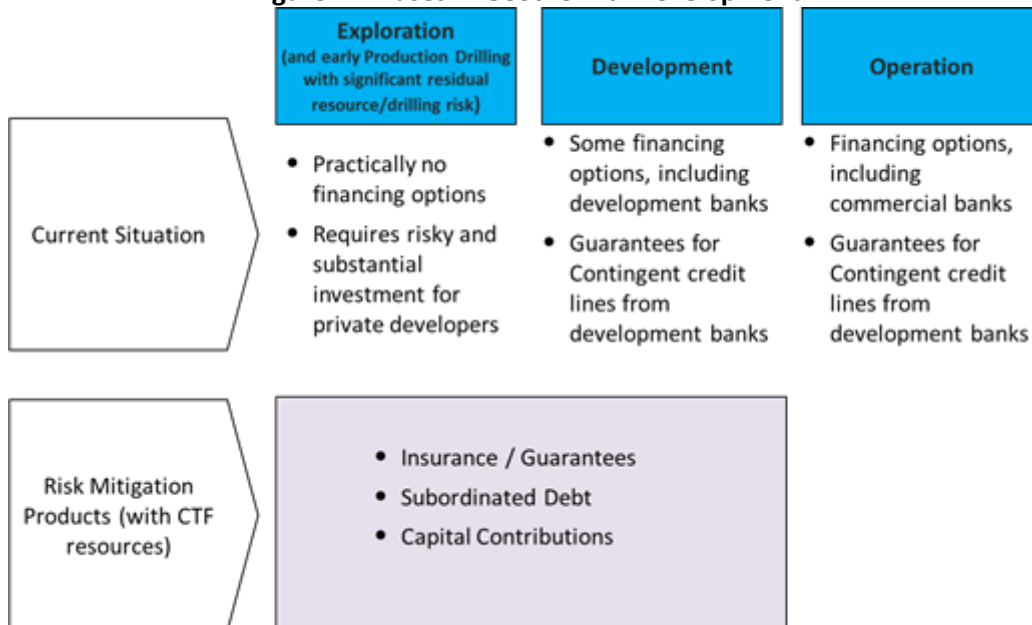 Exploration
(and early Production Drilling
with significant residual
resource/drilling risk)
Development
Operation
Current Situation
• Practically no
financing options
• Requires risky and
substantial
investment for
private developers
• Some financing
options, including
development banks
• Guarantees for
Contingent credit
lines from
development banks
• Financing options,
including
commercial banks
• Guarantees for
Contingent credit
lines from
development banks
Risk Mitigation
Products (with CTF
resources)
• Insurance / Guarantees
• Subordinated Debt
• Capital Contributions